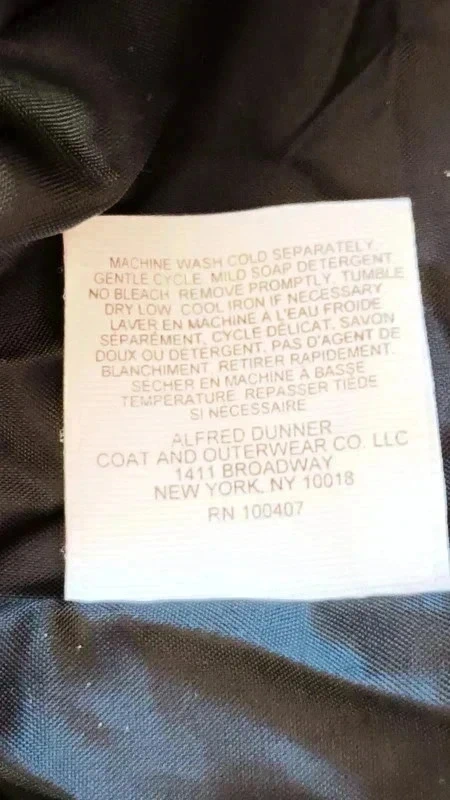 MACHINE WASH COLD SEPARATELY.
GENTLE CYCLE. MILD SOAP DETERGENT.
NO BLEACH. REMOVE PROMPTLY. TUMBLE
DRY LOW. COOL IRON IF NECESSARY
LAVER EN MACHINE A L'EAU FROIDE
SÉPARÉMENT, CYCLE DÉLICAT. SAVON
DOUX OU DÉTERGENT. PAS D'AGENT DE
BLANCHIMENT. RETIRER RAPIDEMENT.
SÉCHER EN MACHINE À BASSE
TEMPÉRATURE. REPASSER TIÈDE
SI NÉCESSAIRE
ALFRED DUNNER
COAT AND OUTERWEAR CO. LLC
1411 BROADWAY
NEW YORK, NY 10018
RN 100407